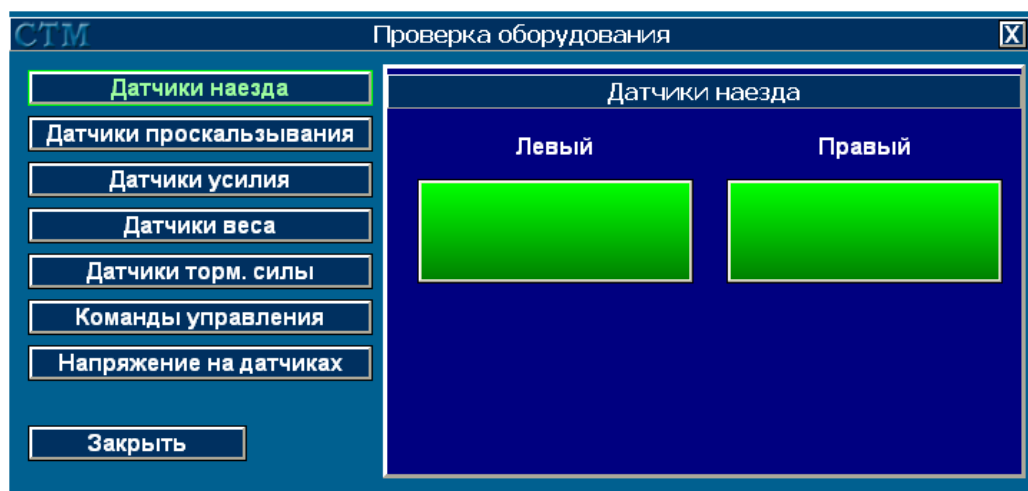 СТМ
Проверка оборудования
X
Датчики наезда
Датчики проскальзывания
Датчики усилия
Датчики веса
Датчики торм. силы
Команды управления
Напряжение на датчиках
Закрыть
Датчики наезда
Левый
Правый